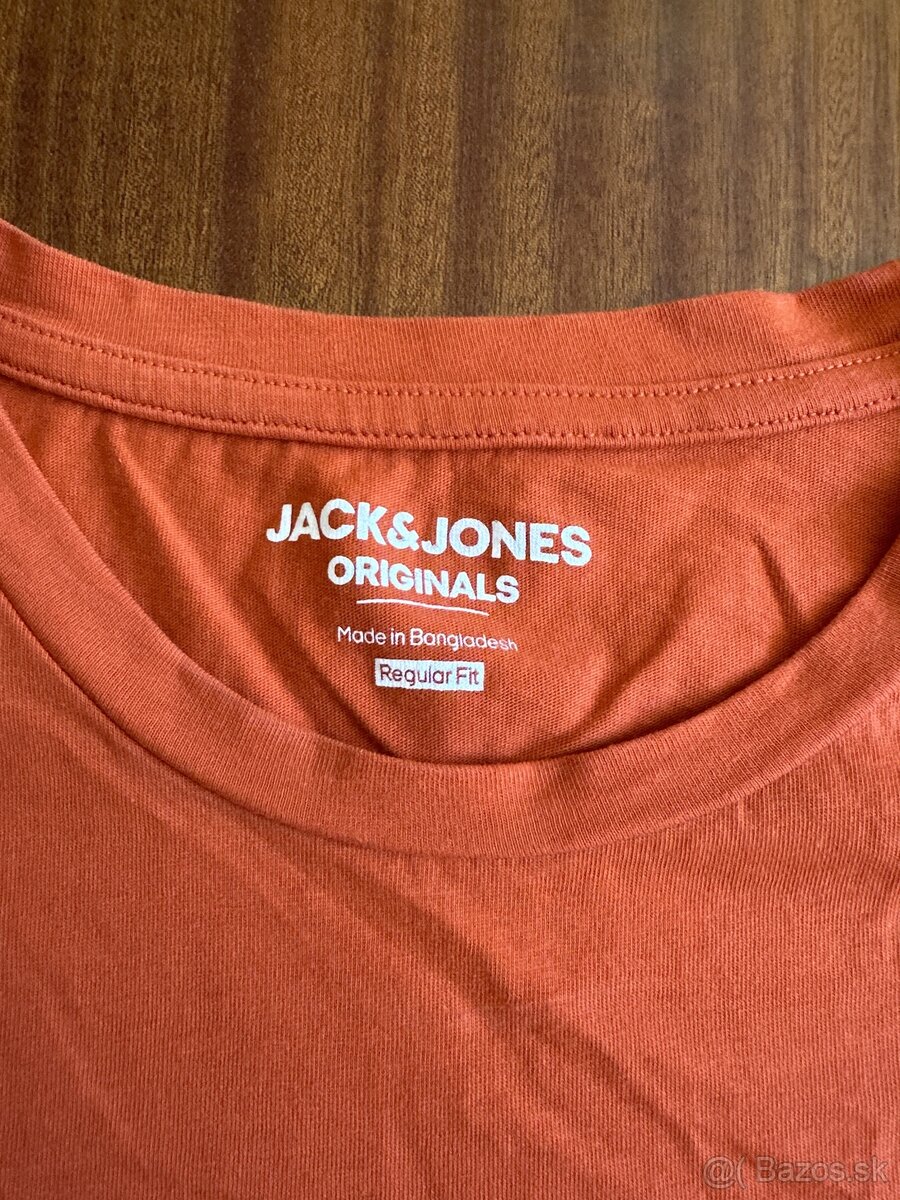 JACK&JONES
ORIGINALS
Made in Bangladesh
Regular Fit
@( Bazos.sk